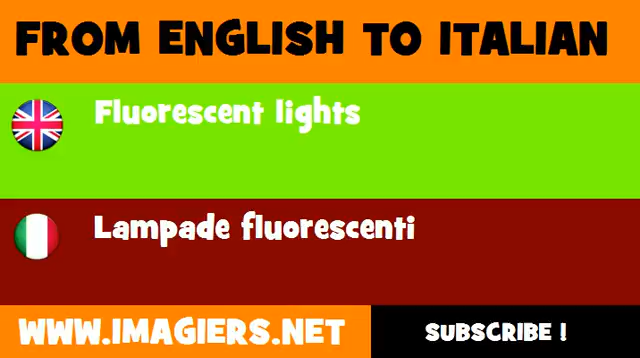 FROM ENGLISH TO ITALIAN
Fluorescent lights
Lampade fluorescenti
WWW.IMAGIERS.NET
SUBSCRIBE !